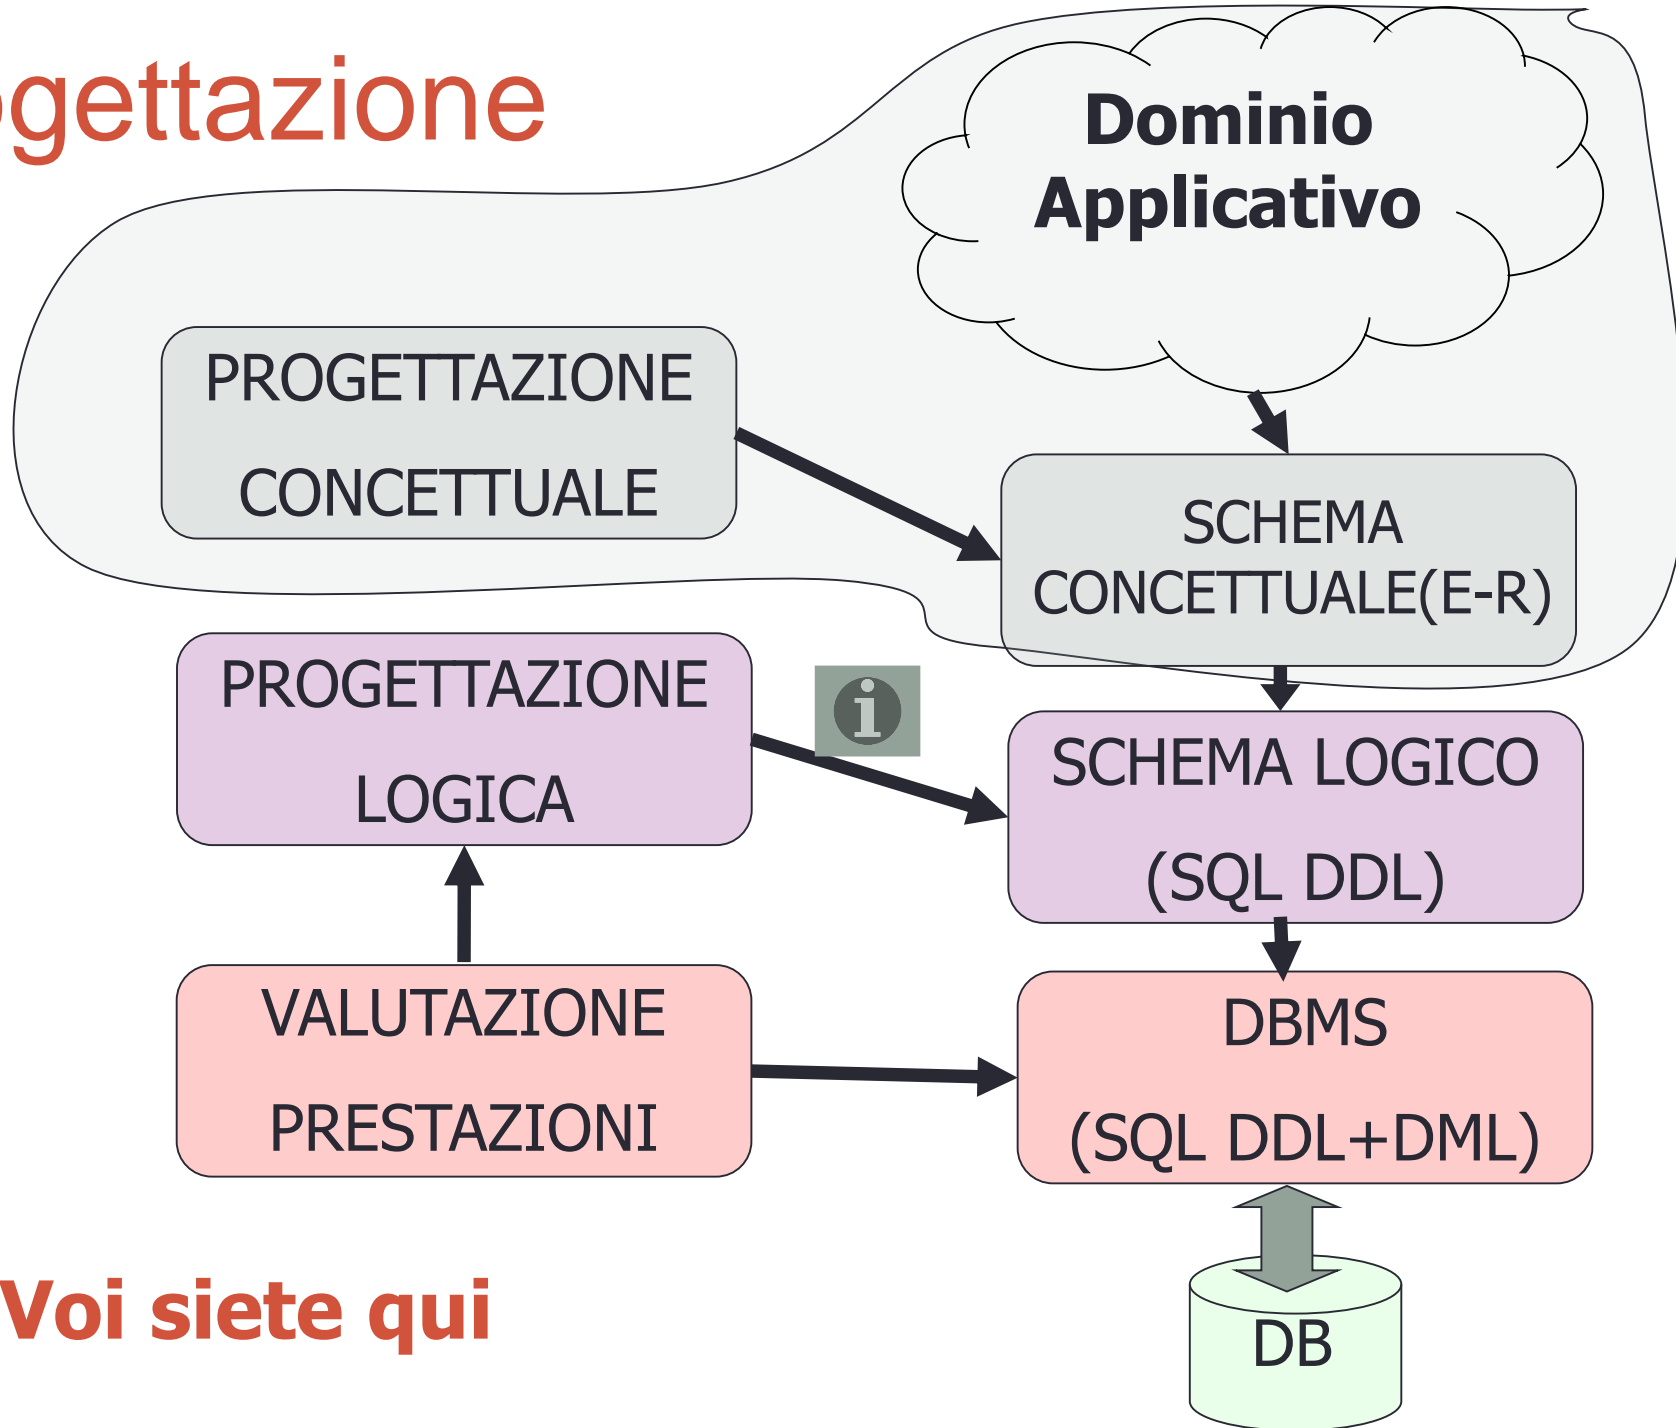 ogettazione
Dominio
Applicativo
PROGETTAZIONE
CONCETTUALE
SCHEMA
CONCETTUALE(E-R)
PROGETTAZIONE
LOGICA
i
SCHEMA LOGICO
(SQL DDL)
VALUTAZIONE
PRESTAZIONI
DBMS
(SQL DDL+DML)
Voi siete qui
DB